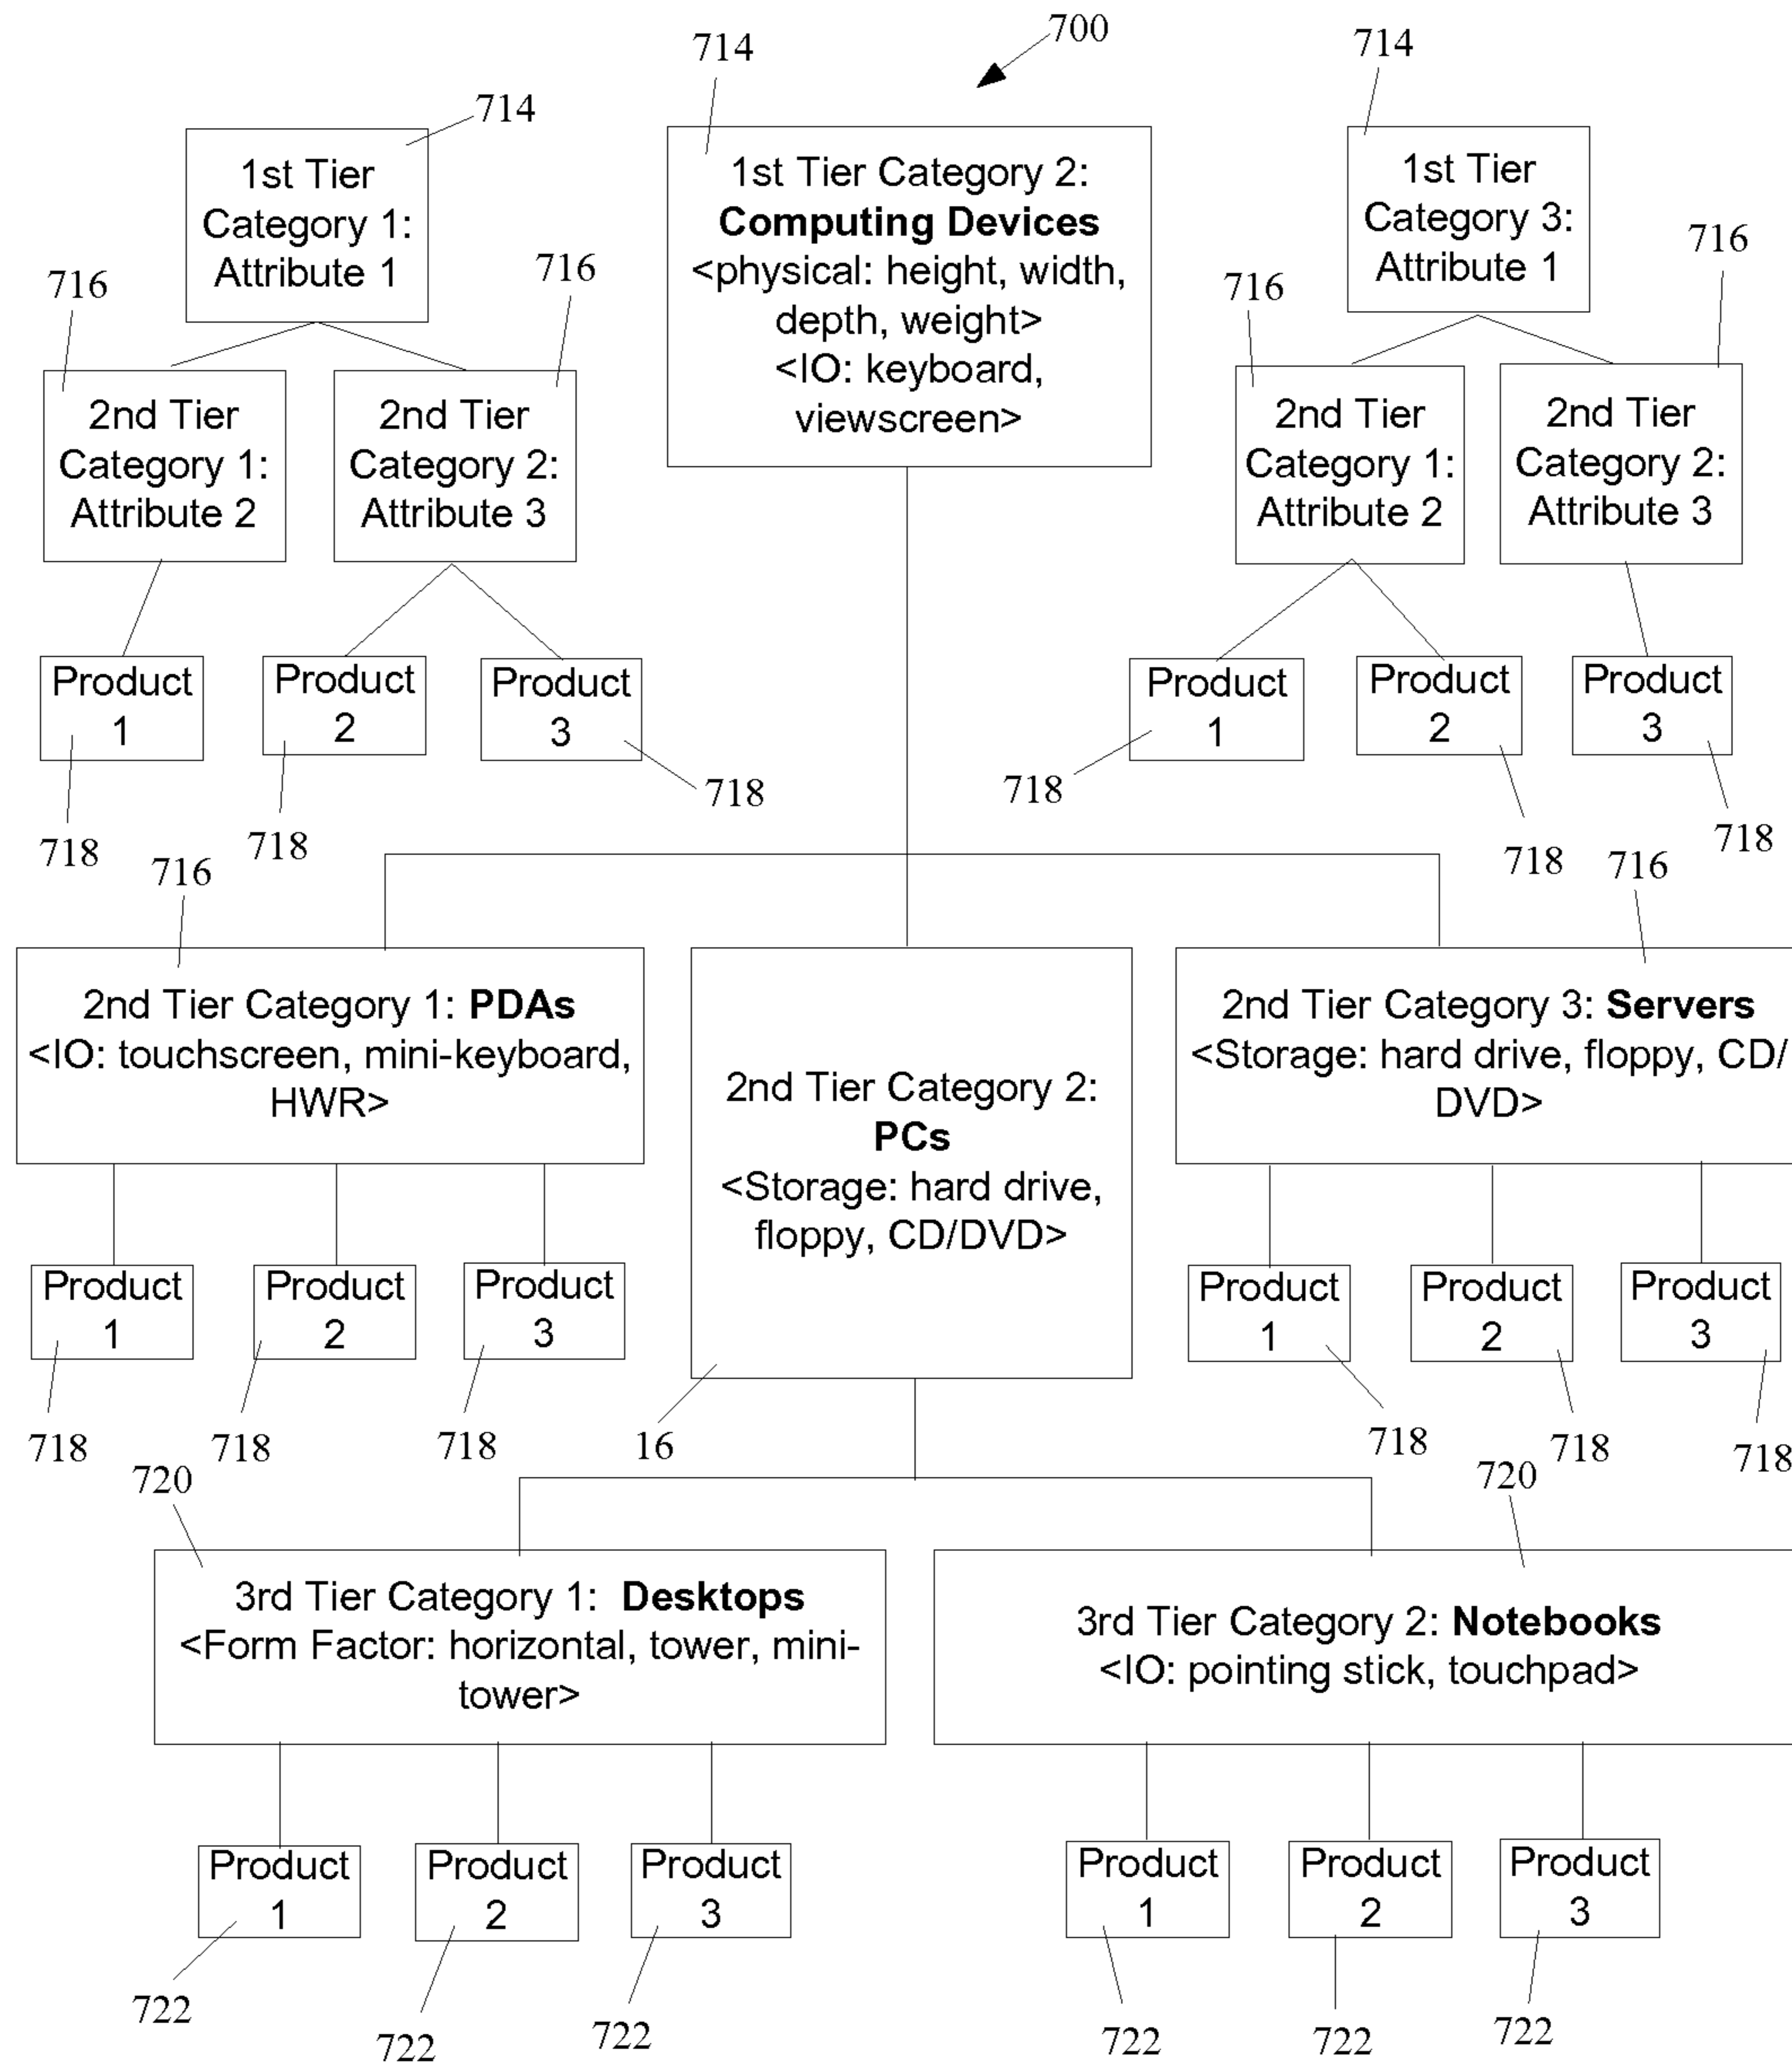 700
714
714
714
1st Tier
Category 1:
Attribute 1
1st Tier Category 2:
Computing Devices
<physical: height, width,
depth, weight>
<IO: keyboard,
viewscreen>
1st Tier
Category 3:
Attribute 1
716
716
716
716
2nd Tier
Category 1:
Attribute 2
2nd Tier
Category 2:
Attribute 3
2nd Tier
Category 1:
Attribute 2
2nd Tier
Category 2:
Attribute 3
Product
1
Product
2
Product
3
Product
1
Product
2
Product
3
718
718
718
718
718
718
716
716
2nd Tier Category 1: PDAs
<IO: touchscreen, mini-keyboard,
HWR>
2nd Tier Category 2:
PCs
<Storage: hard drive,
floppy, CD/DVD>
2nd Tier Category 3: Servers
<Storage: hard drive, floppy, CD/
DVD>
Product
1
Product
2
Product
3
Product
1
Product
2
Product
3
718
718
718
16
718
718
718
720
720
3rd Tier Category 1: Desktops
<Form Factor: horizontal, tower, mini-
tower>
3rd Tier Category 2: Notebooks
<IO: pointing stick, touchpad>
Product
1
Product
2
Product
3
Product
1
Product
2
Product
3
722
722
722
722
722
722